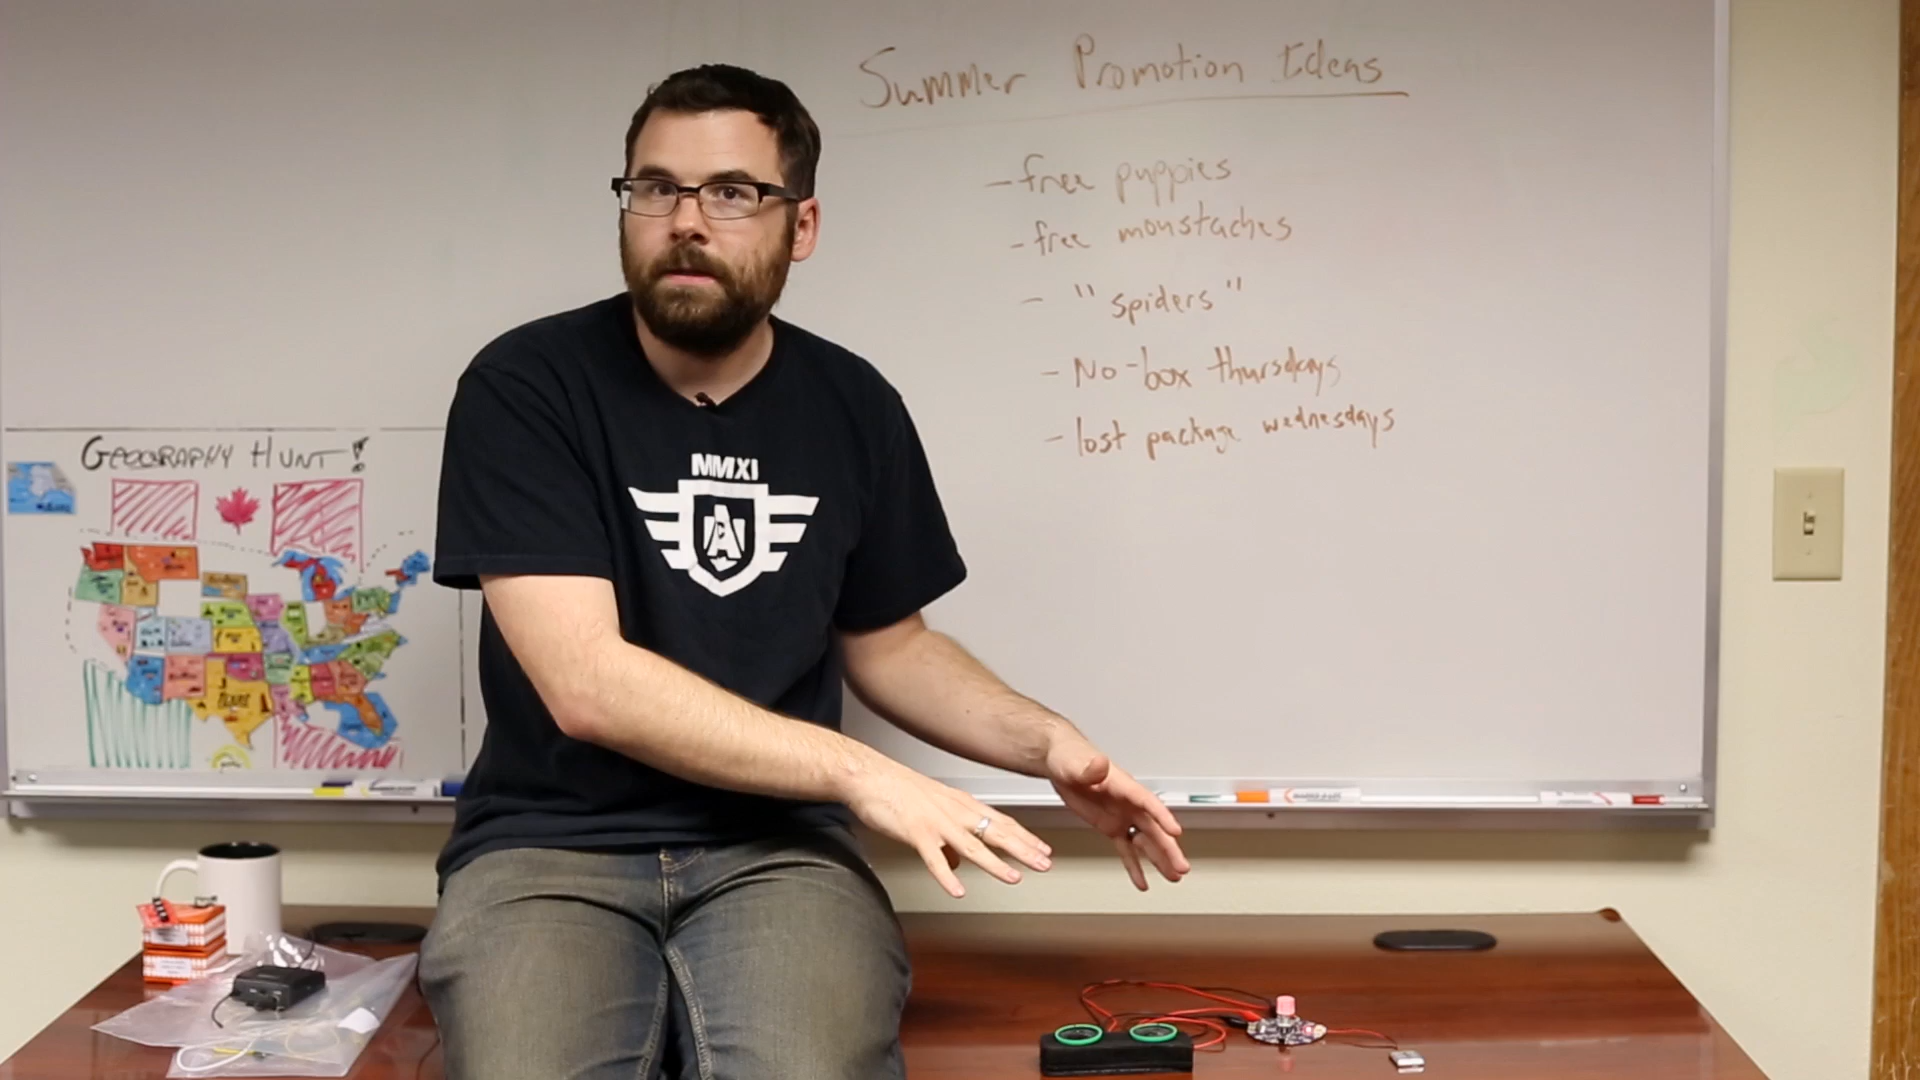 Summer Promotion Ideas
- free puppies
- free moustaches
- "spiders"
- No-box thursdays
- lost package wednesdays
GEOGRAPHY HUNT!
MMXI